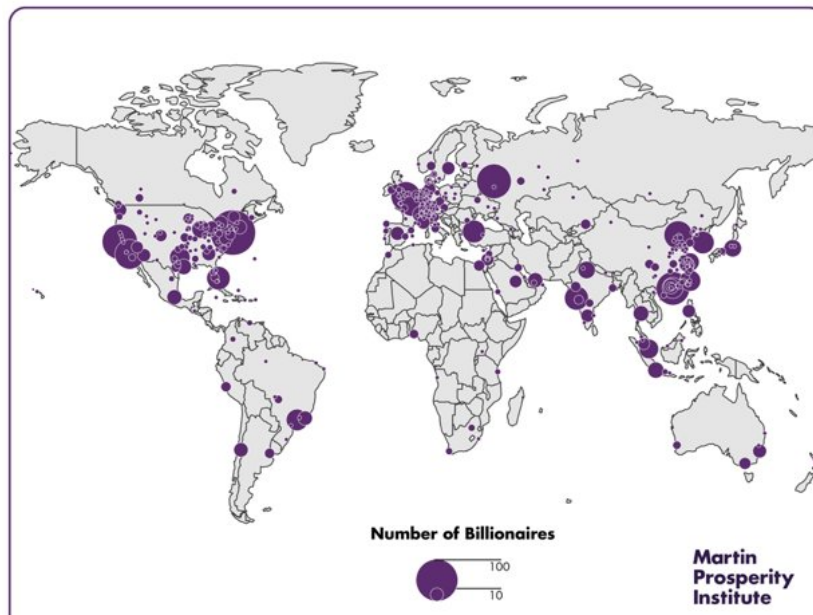 Number of Billionaires
100
10
Martin
Prosperity
Institute